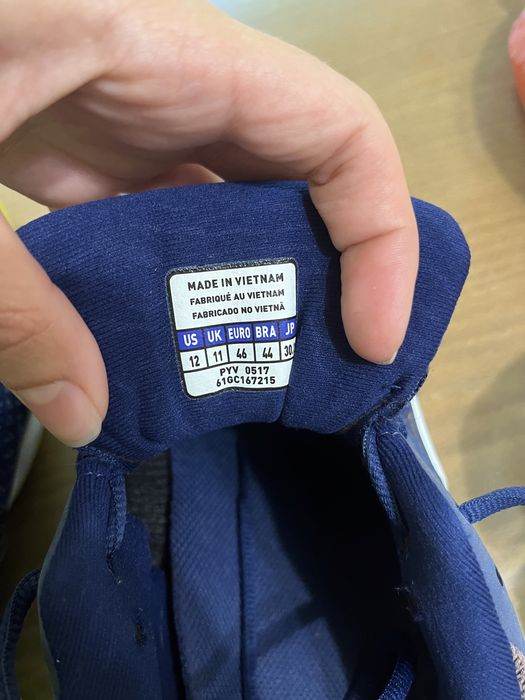 MADE IN VIETNAM
FABRIQUÉ AU VIETNAM
FABRICADO NO VIETNÃ
US UK EURO BRA JP
12 11 46 44 30
PYV 0517
61GC167215